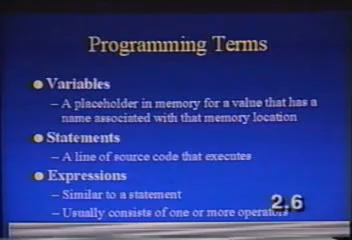 Programming Terms
Variables
– A placeholder in memory for a value that has a
name associated with that memory location
Statements
– A line of source code that executes
Expressions
– Similar to a statement
– Usually consists of one or more operators
2.6